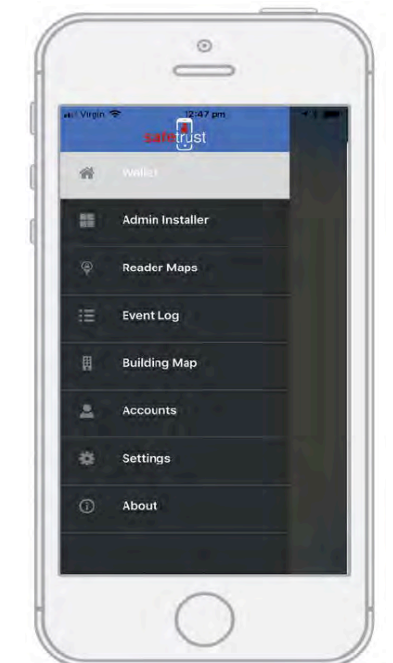 Virgin
12:47 pm
safetrust
Wallet
Admin Installer
Reader Maps
Event Log
Building Map
Accounts
Settings
About